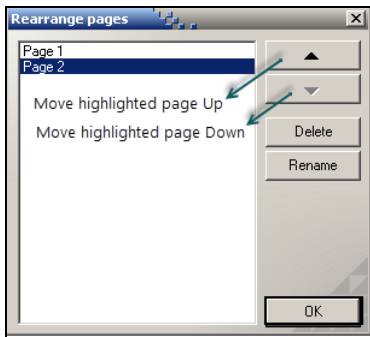 Rearrange pages
Page 1
Page 2
Move highlighted page Up
Move highlighted page Down
Delete
Rename
OK